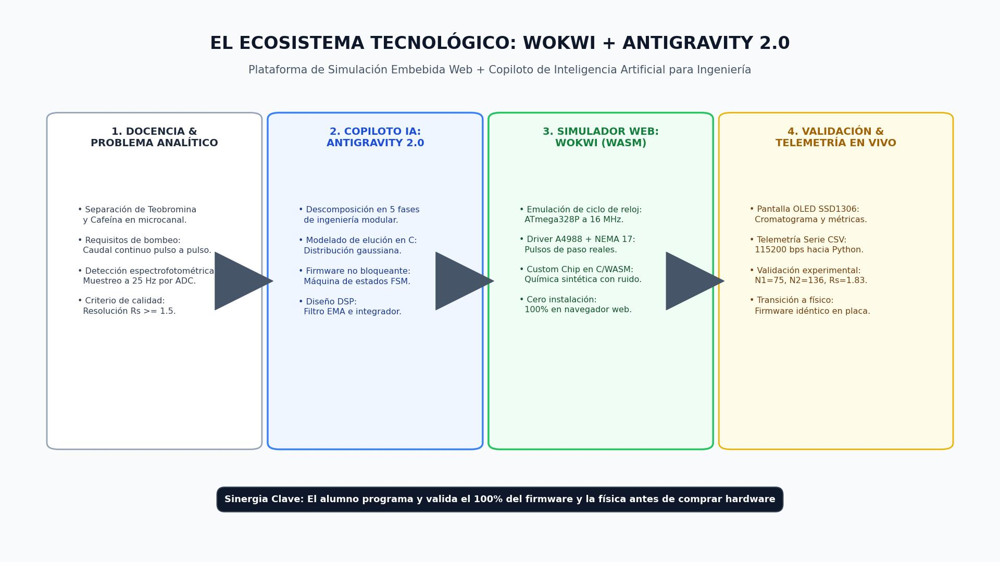 EL ECOSISTEMA TECNOLÓGICO: WOKWI + ANTIGRAVITY 2.0
Plataforma de Simulación Embebida Web + Copiloto de Inteligencia Artificial para Ingeniería
1. DOCENCIA &
PROBLEMA ANALÍTICO
• Separación de Teobromina
y Cafeína en microcanal.
• Requisitos de bombeo:
Caudal continuo pulso a pulso.
• Detección espectrofotométrica
Muestreo a 25 Hz por ADC.
• Criterio de calidad:
Resolución Rs >= 1.5.
2. COPILOTO IA:
ANTIGRAVITY 2.0
• Descomposición en 5 fases
de ingeniería modular.
• Modelado de elución en C:
Distribución gaussiana.
• Firmware no bloqueante:
Máquina de estados FSM.
• Diseño DSP:
Filtro EMA e integrador.
3. SIMULADOR WEB:
WOKWI (WASM)
• Emulación de ciclo de reloj:
ATmega328P a 16 MHz.
• Driver A4988 + NEMA 17:
Pulsos de paso reales.
• Custom Chip en C/WASM:
Química sintética con ruido.
• Cero instalación:
100% en navegador web.
4. VALIDACIÓN &
TELEMETRÍA EN VIVO
• Pantalla OLED SSD1306:
Cromatograma y métricas.
• Telemetría Serie CSV:
115200 bps hacia Python.
• Validación experimental:
N1=75, N2=136, Rs=1.83.
• Transición a físico:
Firmware idéntico en placa.
Sinergia Clave: El alumno programa y valida el 100% del firmware y la física antes de comprar hardware